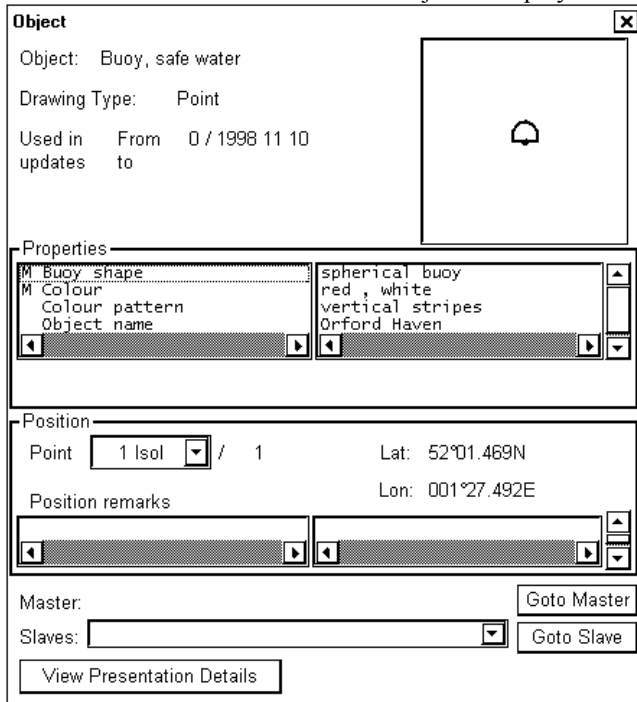 Object
Object: Buoy, safe water
Drawing Type: Point
Used in From 0 / 1998 11 10
updates to
Properties
M Buoy shape spherical buoy
M Colour red , white
Colour pattern vertical stripes
Object name Orford Haven
Position
Point 1 Isol / 1 Lat: 52°01.469N
Lon: 001°27.492E
Position remarks
Master: Goto Master
Slaves: Goto Slave
View Presentation Details